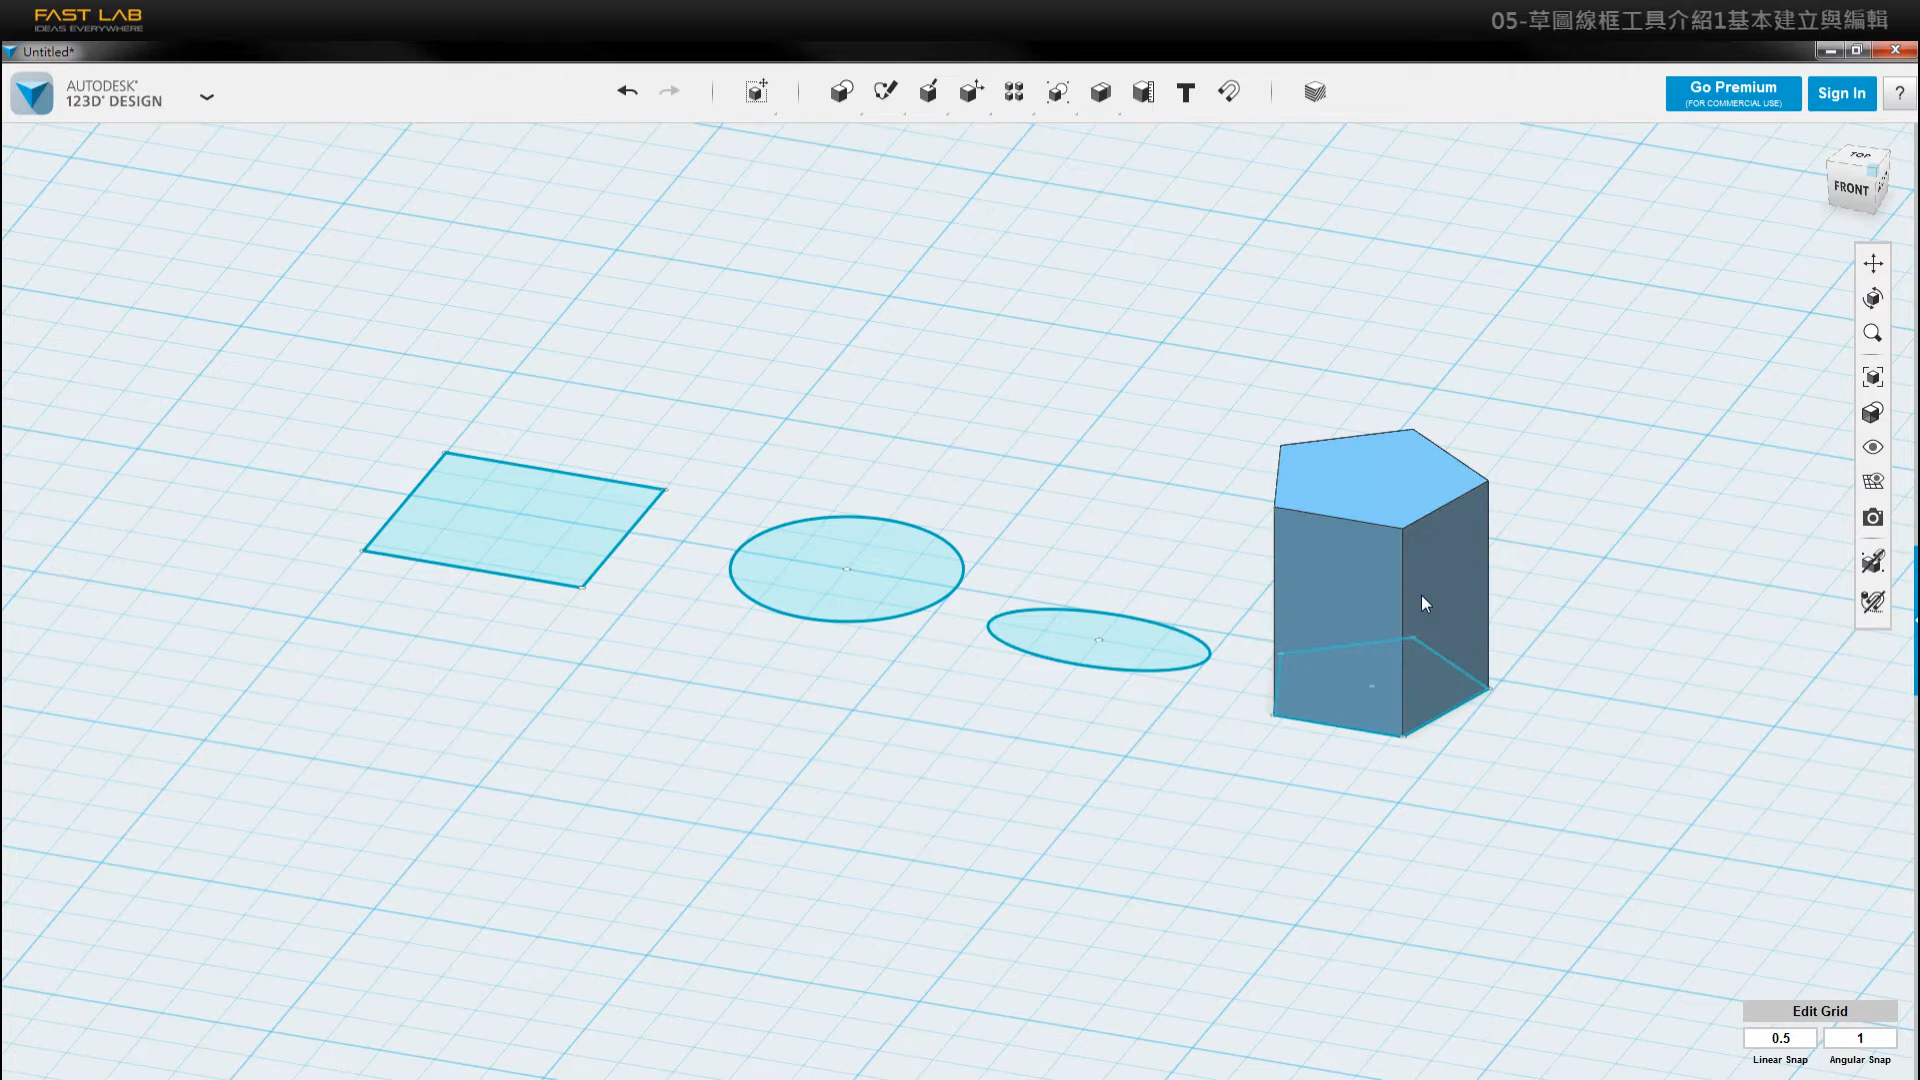 FAST LAB
IDEAS EVERYWHERE
05-草圖線框工具介紹1基本建立與編輯
Untitled*
AUTODESK®
123D® DESIGN
T
Go Premium
(FOR COMMERCIAL USE)
Sign In
?
TOP
FRONT
Edit Grid
0.5
1
Linear Snap
Angular Snap